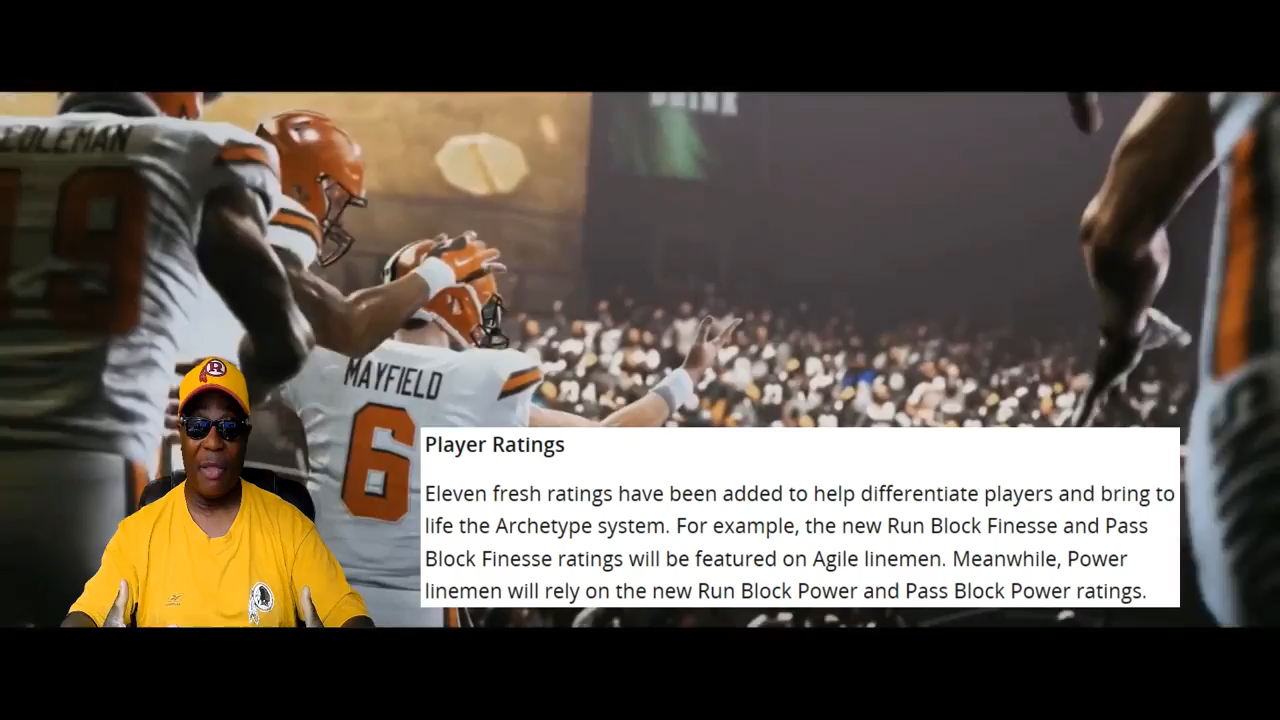 DRINK
COLEMAN
19
MAYFIELD
6
R
Player Ratings
Eleven fresh ratings have been added to help differentiate players and bring to
life the Archetype system. For example, the new Run Block Finesse and Pass
Block Finesse ratings will be featured on Agile linemen. Meanwhile, Power
linemen will rely on the new Run Block Power and Pass Block Power ratings.